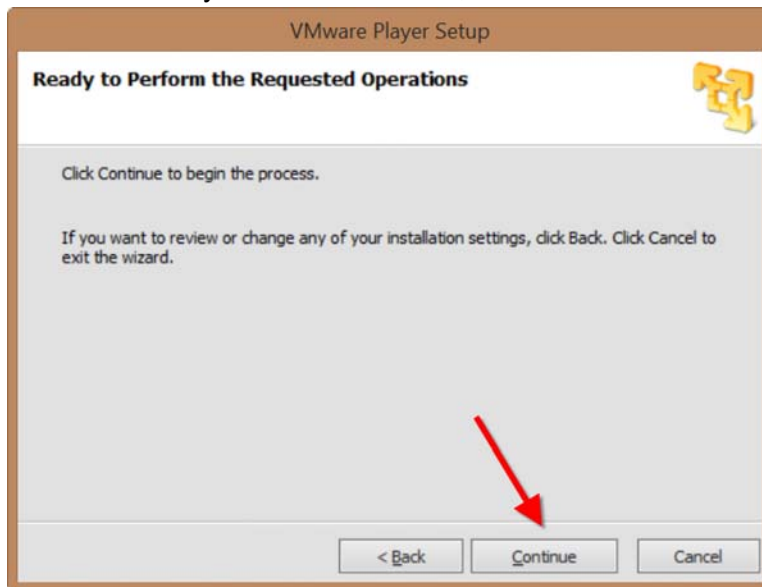 VMware Player Setup
Ready to Perform the Requested Operations
Click Continue to begin the process.
If you want to review or change any of your installation settings, click Back. Click Cancel to
exit the wizard.
< Back Continue Cancel